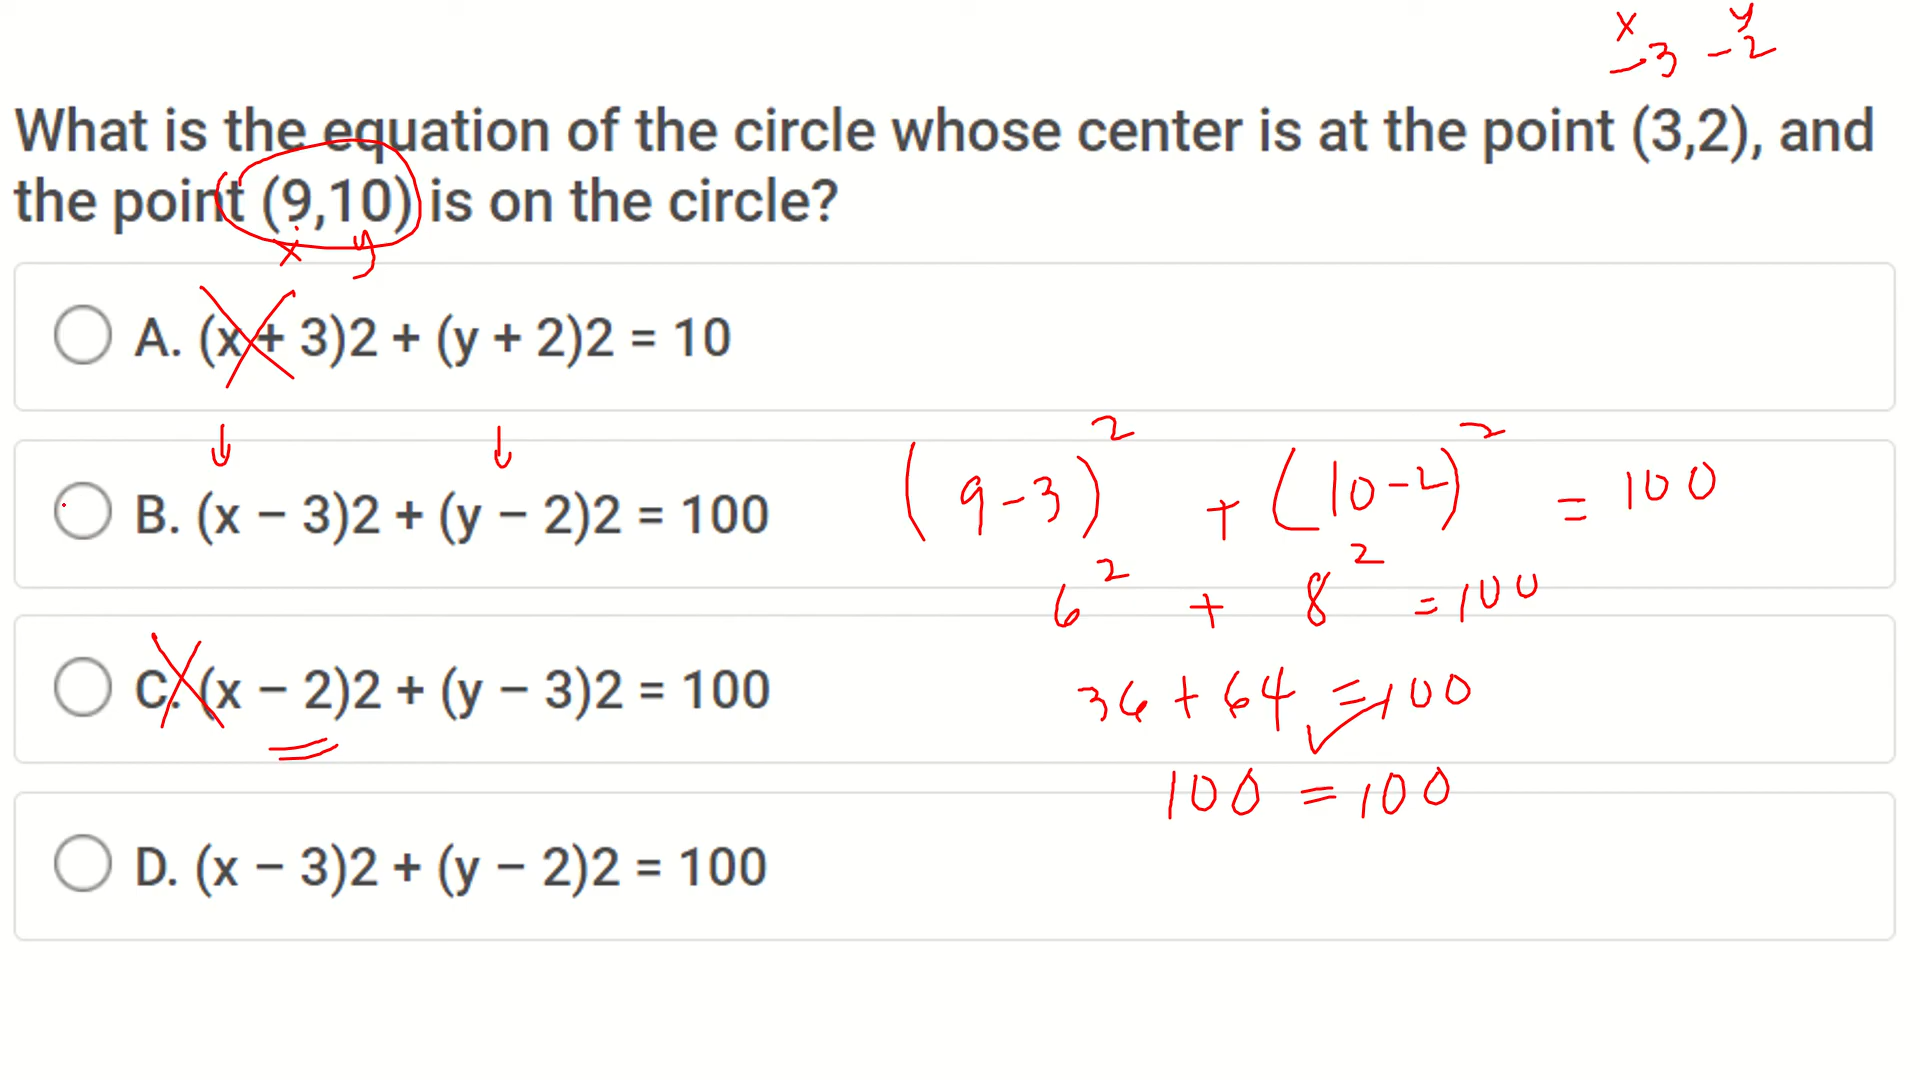 x y
-3 -2
What is the equation of the circle whose center is at the point (3,2), and
the point (9,10) is on the circle?
x y
A. (x + 3)2 + (y + 2)2 = 10
B. (x − 3)2 + (y − 2)2 = 100
(9-3)² + (10-2)² = 100
6² + 8² = 100
C. (x − 2)2 + (y − 3)2 = 100
36 + 64 = 100
100 = 100
D. (x − 3)2 + (y − 2)2 = 100